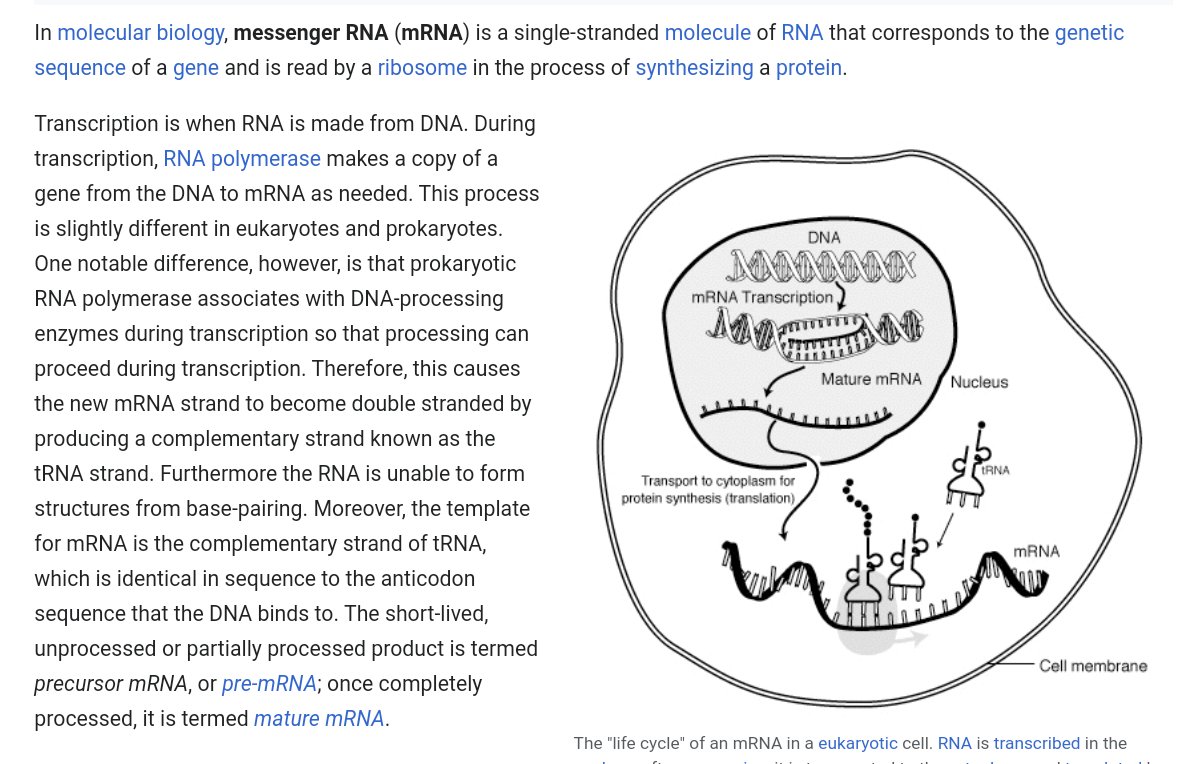 In molecular biology, messenger RNA (mRNA) is a single-stranded molecule of RNA that corresponds to the genetic
sequence of a gene and is read by a ribosome in the process of synthesizing a protein.
Transcription is when RNA is made from DNA. During
transcription, RNA polymerase makes a copy of a
gene from the DNA to mRNA as needed. This process
is slightly different in eukaryotes and prokaryotes.
One notable difference, however, is that prokaryotic
RNA polymerase associates with DNA-processing
enzymes during transcription so that processing can
proceed during transcription. Therefore, this causes
the new mRNA strand to become double stranded by
producing a complementary strand known as the
tRNA strand. Furthermore the RNA is unable to form
structures from base-pairing. Moreover, the template
for mRNA is the complementary strand of tRNA,
which is identical in sequence to the anticodon
sequence that the DNA binds to. The short-lived,
unprocessed or partially processed product is termed
precursor mRNA, or pre-mRNA; once completely
processed, it is termed mature mRNA.
DNA
mRNA Transcription
Mature mRNA
Nucleus
tRNA
Transport to cytoplasm for
protein synthesis (translation)
mRNA
Cell membrane
The "life cycle" of an mRNA in a eukaryotic cell. RNA is transcribed in the